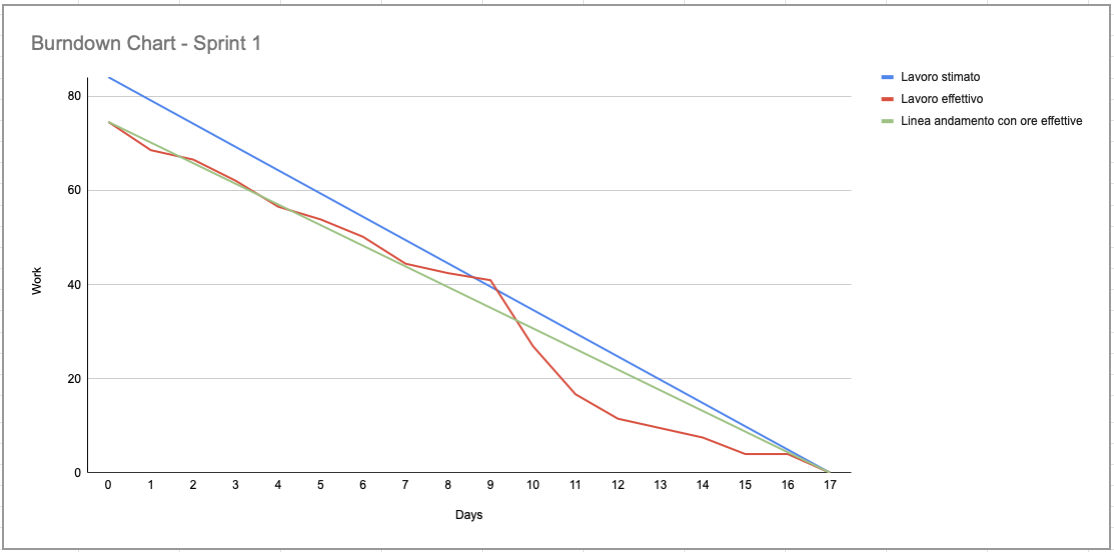 Burndown Chart - Sprint 1
Lavoro stimato
Lavoro effettivo
Linea andamento con ore effettive
80
60
40
20
0
Work
0 1 2 3 4 5 6 7 8 9 10 11 12 13 14 15 16 17
Days